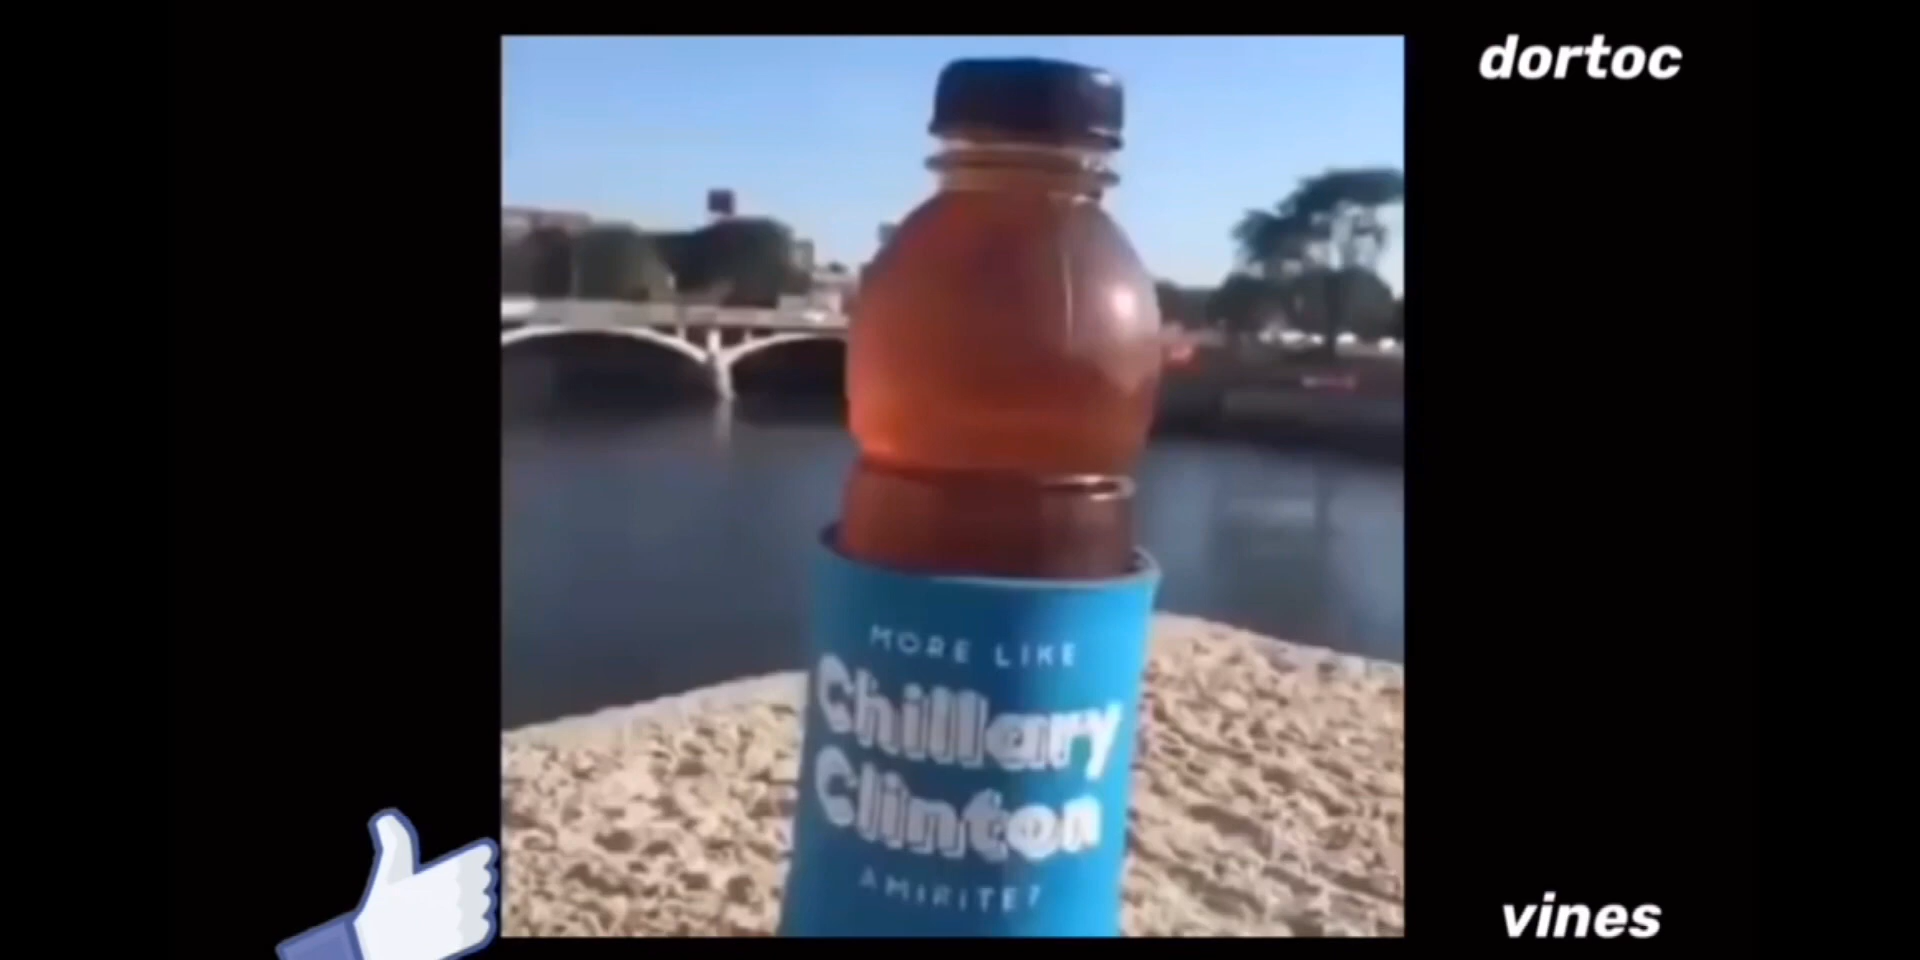 dortoc
MORE LIKE
Chillary
Clinton
AMIRITE?
vines